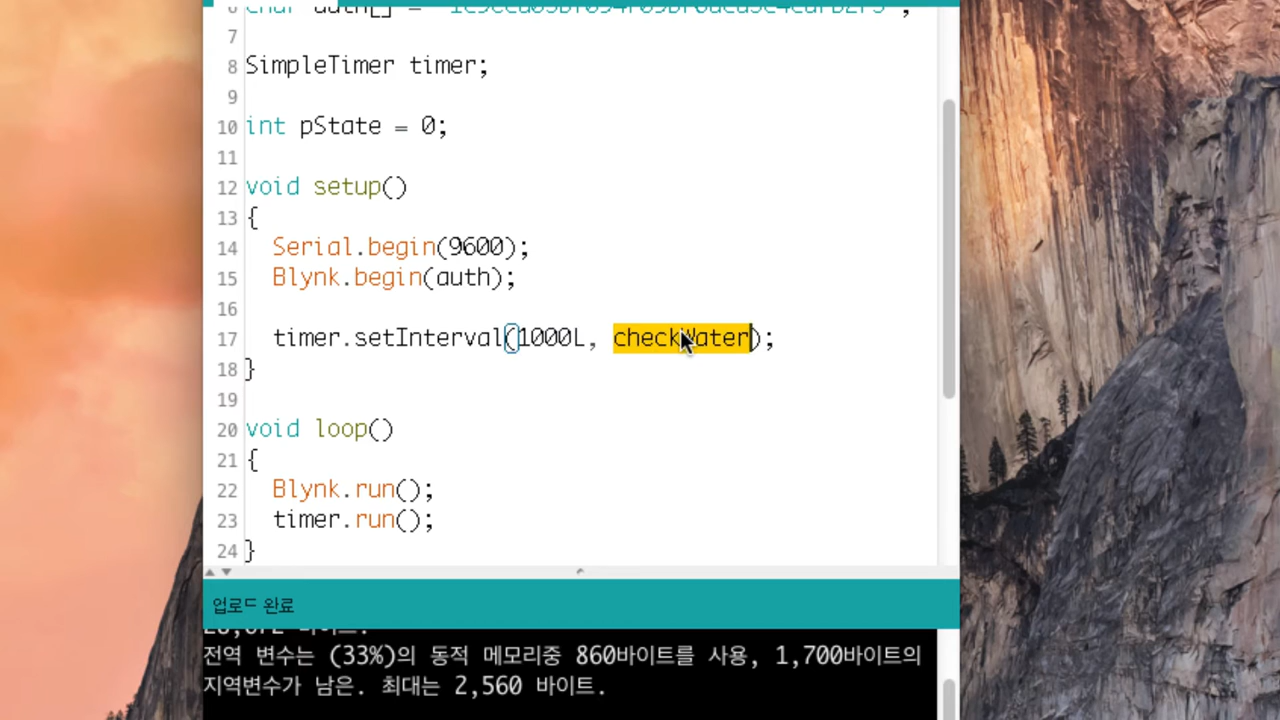 7
8 SimpleTimer timer;
9
10 int pState = 0;
11
12 void setup()
13 {
14 Serial.begin(9600);
15 Blynk.begin(auth);
16
17 timer.setInterval(1000L, checkWater);
18 }
19
20 void loop()
21 {
22 Blynk.run();
23 timer.run();
24 }
업로드 완료
전역 변수는 (33%)의 동적 메모리중 860바이트를 사용, 1,700바이트의
지역변수가 남은. 최대는 2,560 바이트.